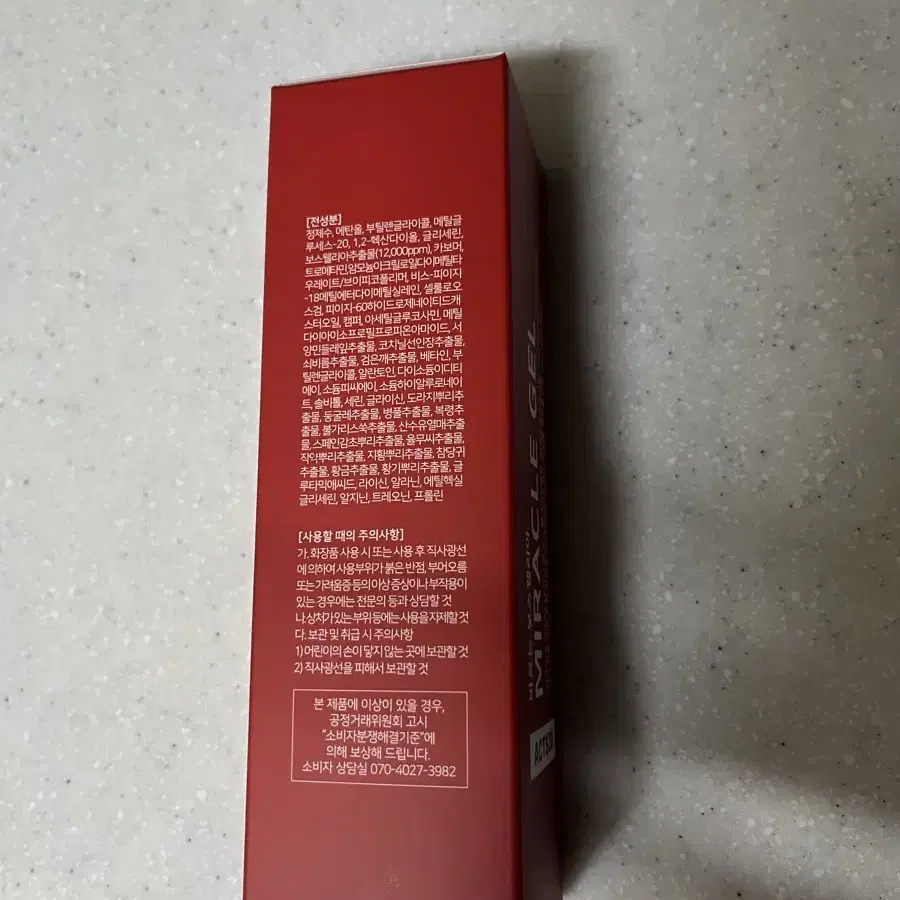 [전성분]
정제수, 에탄올, 부틸렌글라이콜, 메틸글
루세스-20, 1,2-헥산다이올, 글리세린,
보스웰리아추출물(12,000ppm), 카보머,
트로메타민,암모늄아크릴로일다이메틸타
우레이트/브이피코폴리머, 비스-피이지
-18메틸에터다이메틸실레인, 셀룰로오
스검, 피이지-60하이드로제네이티드캐
스터오일, 캠퍼, 아세틸글루코사민, 메틸
다이아이소프로필프로피온아마이드, 서
양민들레잎추출물, 코치닐선인장추출물,
쇠비름추출물, 검은깨추출물, 베타인, 부
틸렌글라이콜, 알란토인, 다이소듐이디티
에이, 소듐피씨에이, 소듐하이알루로네이
트, 솔비톨, 세린, 글라이신, 도라지뿌리추
출물, 둥굴레추출물, 병풀추출물, 복령추
출물, 불가리스쑥추출물, 산수유열매추출
물, 스페인감초뿌리추출물, 율무씨추출물,
작약뿌리추출물, 지황뿌리추출물, 참당귀
추출물, 황금추출물, 황기뿌리추출물, 글
루타믹애씨드, 라이신, 알라닌, 에틸헥실
글리세린, 알지닌, 트레오닌, 프롤린
[사용할 때의 주의사항]
가. 화장품 사용 시 또는 사용 후 직사광선
에 의하여 사용부위가 붉은 반점, 부어오름
또는 가려움증 등의 이상 증상이나 부작용이
있는 경우에는 전문의 등과 상담할 것
나.상처가 있는 부위 등에는 사용을 자제할 것
다. 보관 및 취급 시 주의사항
1) 어린이의 손이 닿지 않는 곳에 보관할 것
2) 직사광선을 피해서 보관할 것
본 제품에 이상이 있을 경우,
공정거래위원회 고시
"소비자분쟁해결기준"에
의해 보상해 드립니다.
소비자 상담실 070-4027-3982
바르는 보스웰리아
MIRACLE GEL